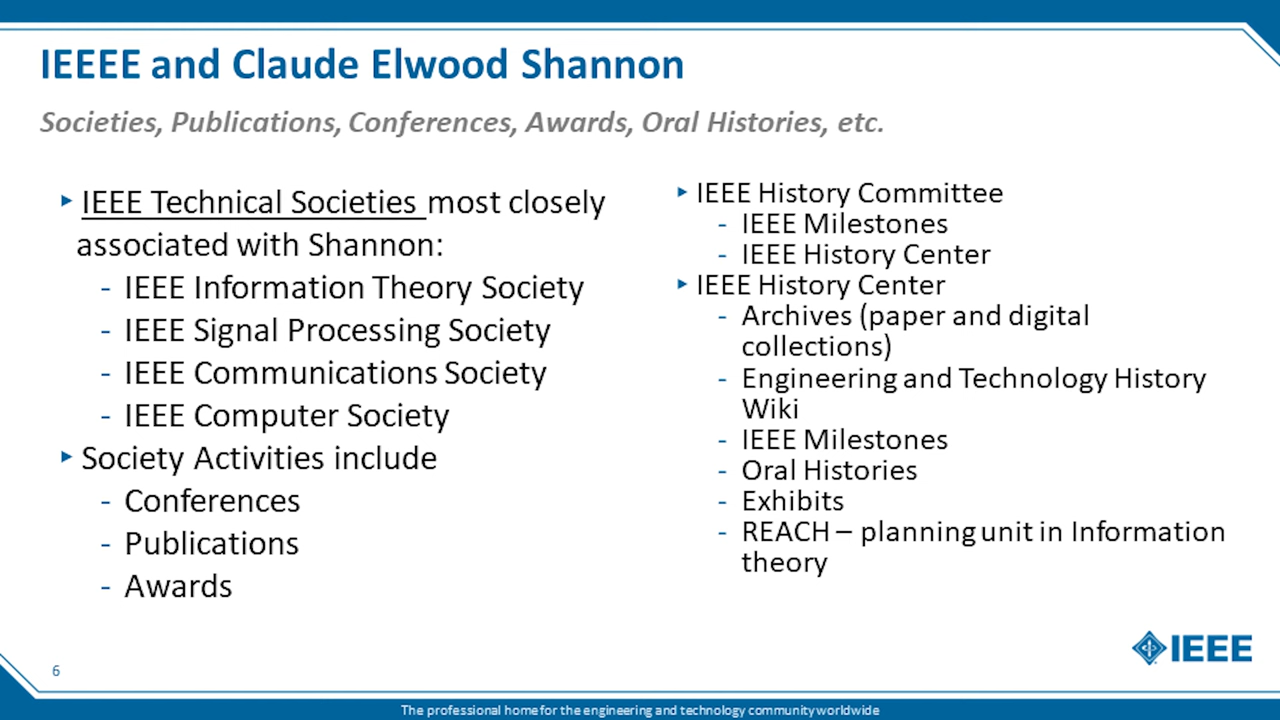 IEEEE and Claude Elwood Shannon
Societies, Publications, Conferences, Awards, Oral Histories, etc.
‣ IEEE Technical Societies most closely
associated with Shannon:
- IEEE Information Theory Society
- IEEE Signal Processing Society
- IEEE Communications Society
- IEEE Computer Society
‣ Society Activities include
- Conferences
- Publications
- Awards
‣ IEEE History Committee
- IEEE Milestones
- IEEE History Center
‣ IEEE History Center
- Archives (paper and digital
collections)
- Engineering and Technology History
Wiki
- IEEE Milestones
- Oral Histories
- Exhibits
- REACH – planning unit in Information
theory
IEEE
6
The professional home for the engineering and technology community worldwide